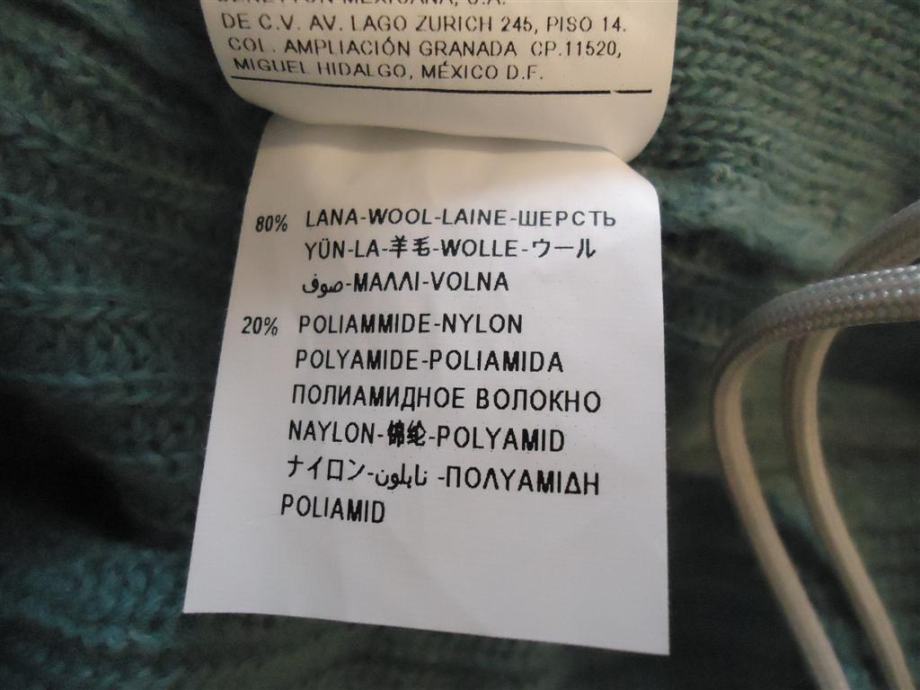 BENETTON MEXICANA, S.A.
DE C.V. AV. LAGO ZURICH 245, PISO 14.
COL. AMPLIACIÓN GRANADA CP.11520,
MIGUEL HIDALGO, MÉXICO D.F.
80% LANA-WOOL-LAINE-ШЕРСТЬ
YÜN-LA-羊毛-WOLLE-ウール
صوف-ΜΑΛΛΙ-VOLNA
20% POLIAMMIDE-NYLON
POLYAMIDE-POLIAMIDA
ПОЛИАМИДНОЕ ВОЛОКНО
NAYLON-锦纶-POLYAMID
ナイロン-نايلون-ΠΟΛΥΑΜΙΔΗ
POLIAMID